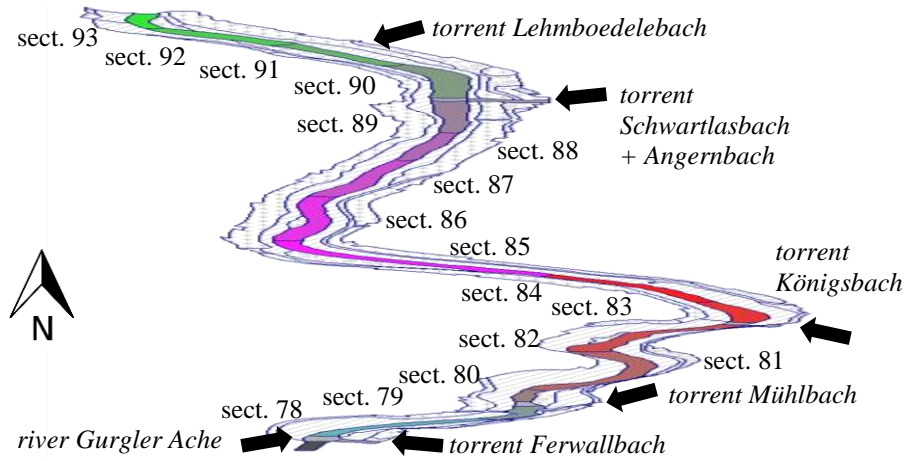 torrent Lehmboedelebach
sect. 93
sect. 92
sect. 91
sect. 90
torrent
Schwartlasbach
+ Angernbach
sect. 89
sect. 88
sect. 87
sect. 86
sect. 85
torrent
Königsbach
sect. 84
sect. 83
sect. 82
sect. 81
sect. 80
sect. 79
torrent Mühlbach
sect. 78
river Gurgler Ache
torrent Ferwallbach
N